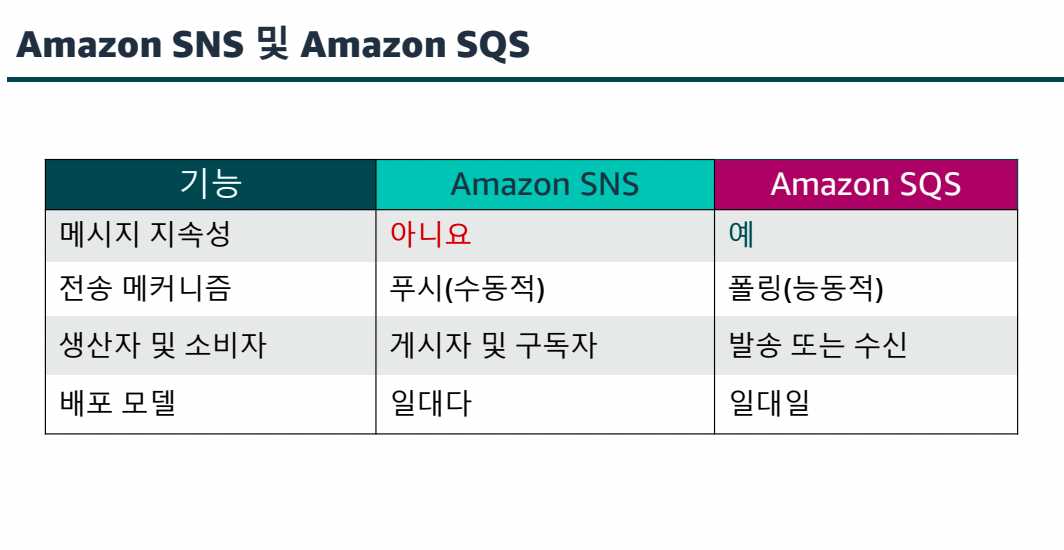 Amazon SNS 및 Amazon SQS
기능 Amazon SNS Amazon SQS
메시지 지속성 아니요 예
전송 메커니즘 푸시(수동적)폴링(능동적)
생산자 및 소비자 게시자 및 구독자 발송 또는 수신
배포 모델 일대다 일대일